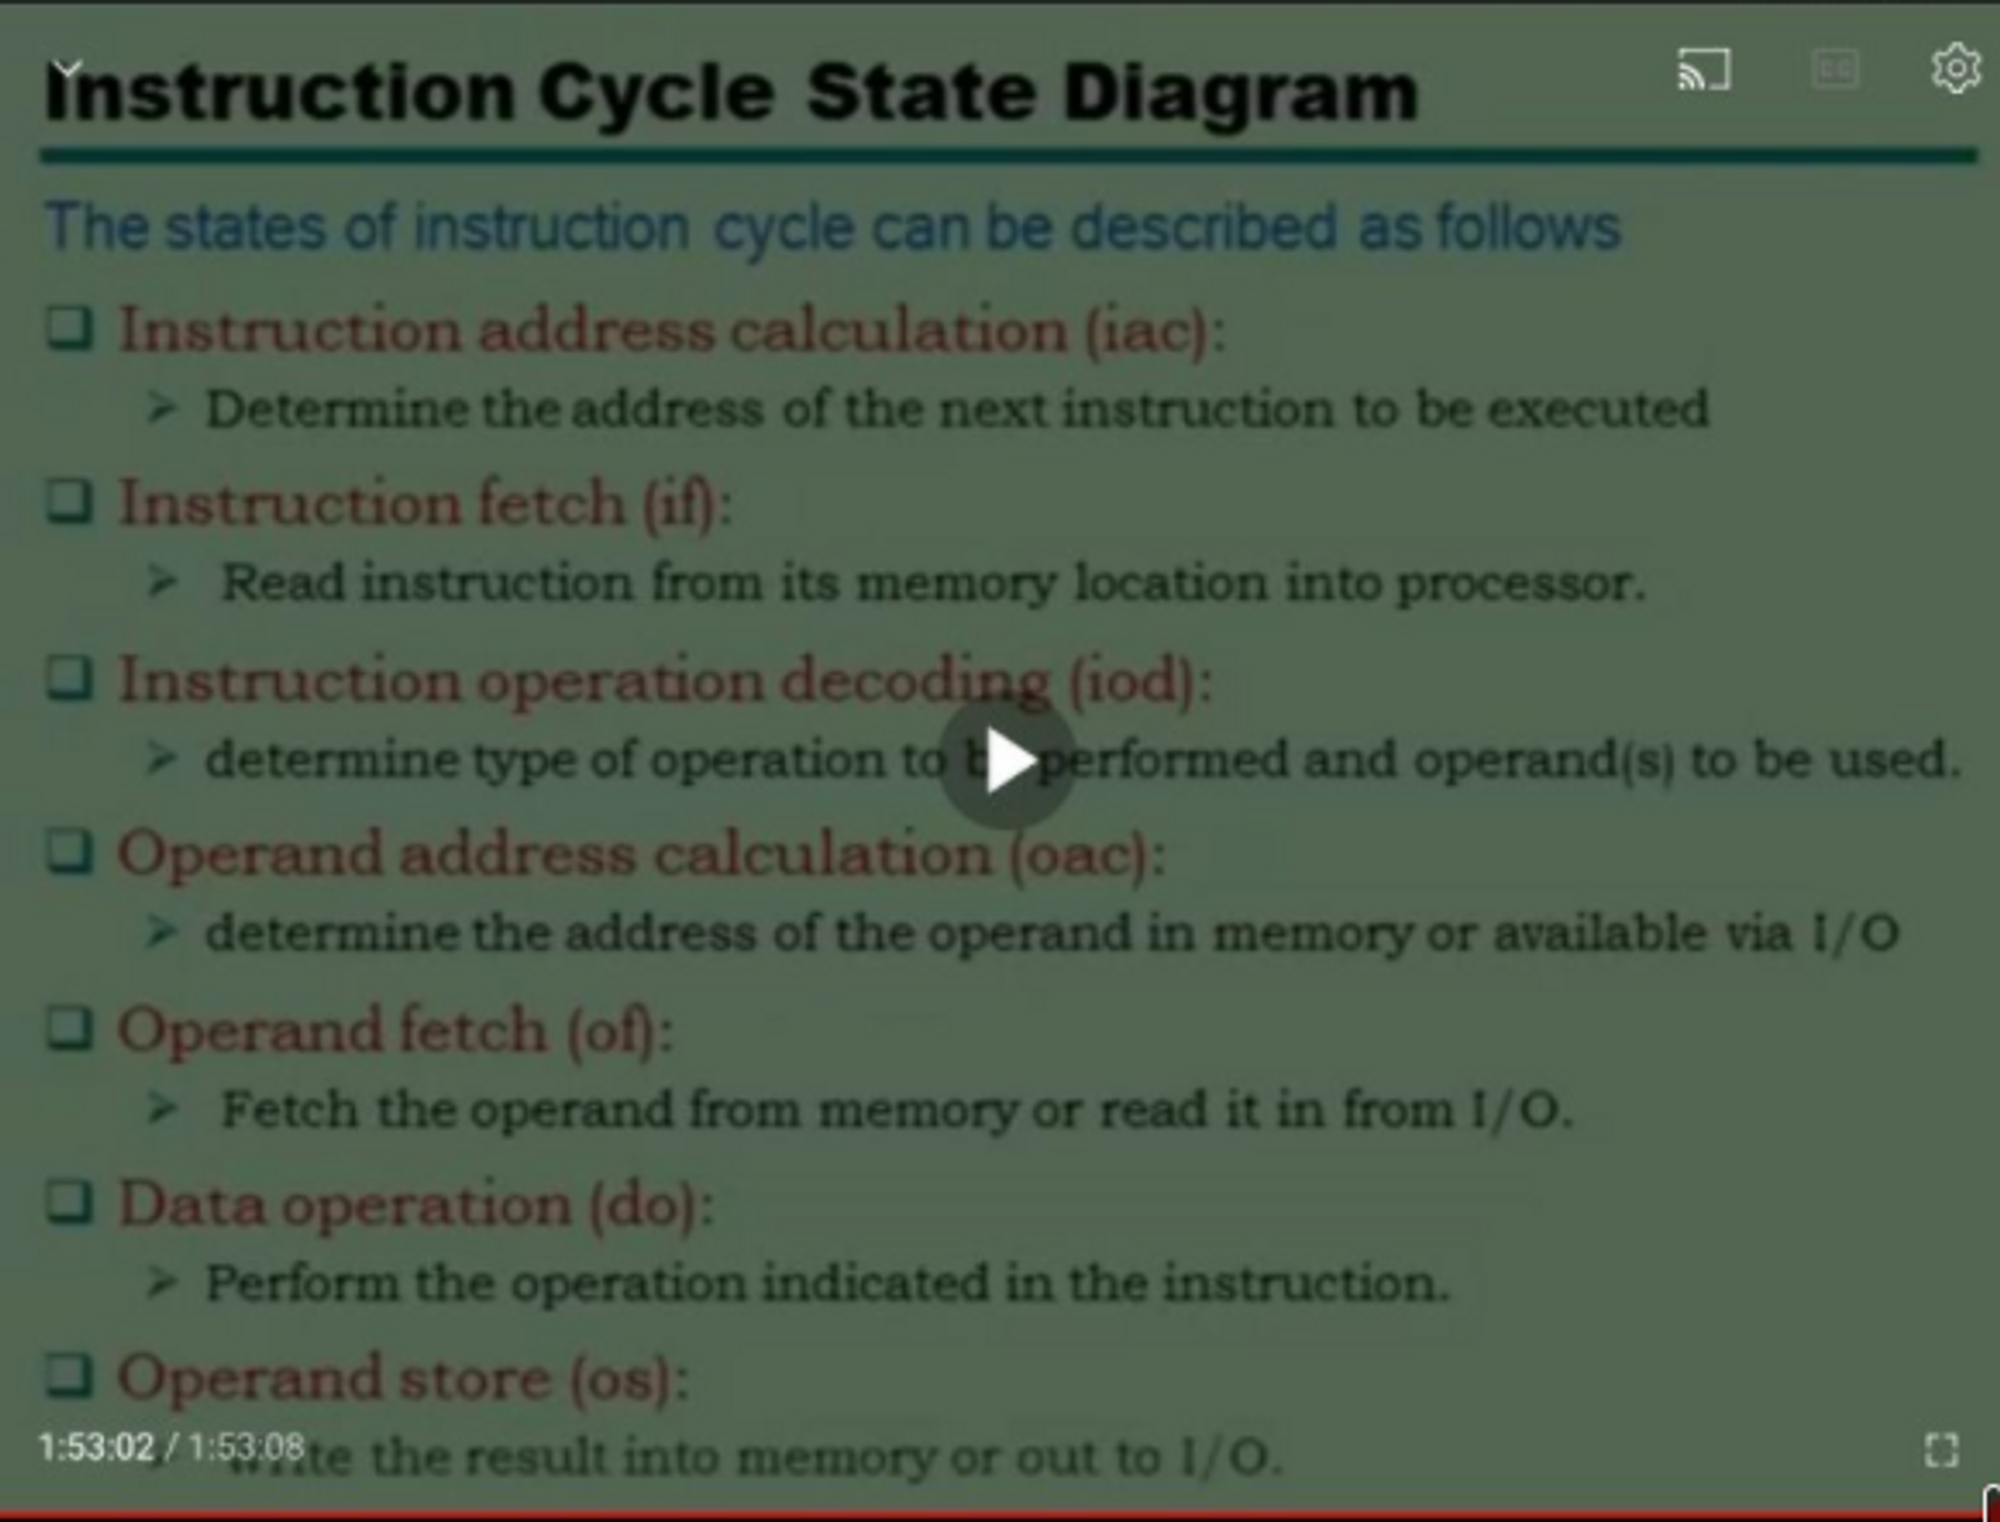 Instruction Cycle State Diagram
The states of instruction cycle can be described as follows
Instruction address calculation (iac):
Determine the address of the next instruction to be executed
Instruction fetch (if):
Read instruction from its memory location into processor.
Instruction operation decoding (iod):
determine type of operation to be performed and operand(s) to be used.
Operand address calculation (oac):
determine the address of the operand in memory or available via I/O
Operand fetch (of):
Fetch the operand from memory or read it in from I/O.
Data operation (do):
Perform the operation indicated in the instruction.
Operand store (os):
Write the result into memory or out to I/O.
1:53:02 / 1:53:08
CC